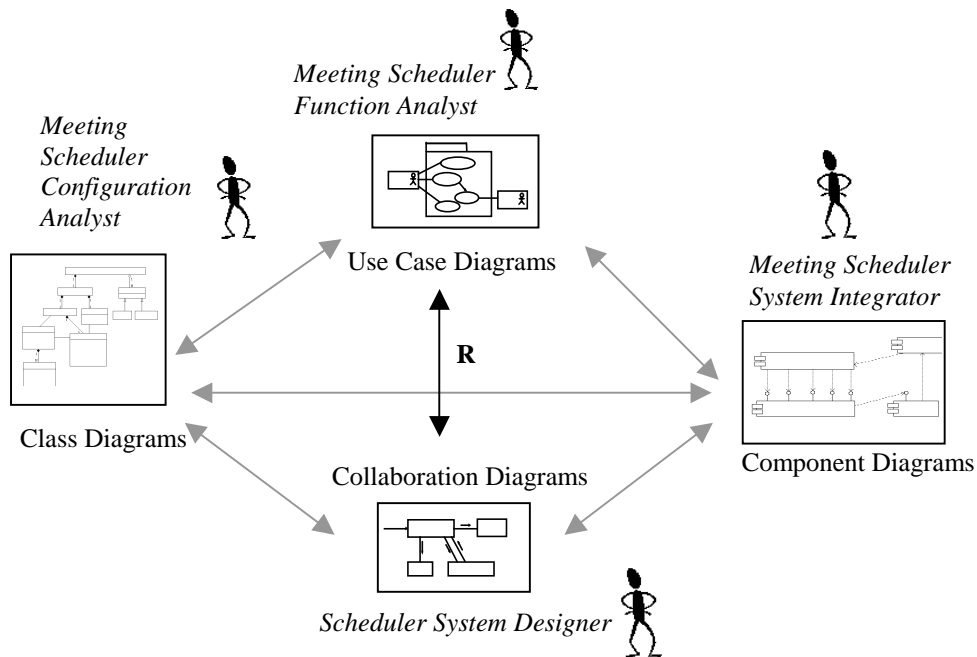 Meeting Scheduler
Function Analyst
Meeting
Scheduler
Configuration
Analyst
Use Case Diagrams
Meeting Scheduler
System Integrator
R
Class Diagrams
Component Diagrams
Collaboration Diagrams
Scheduler System Designer